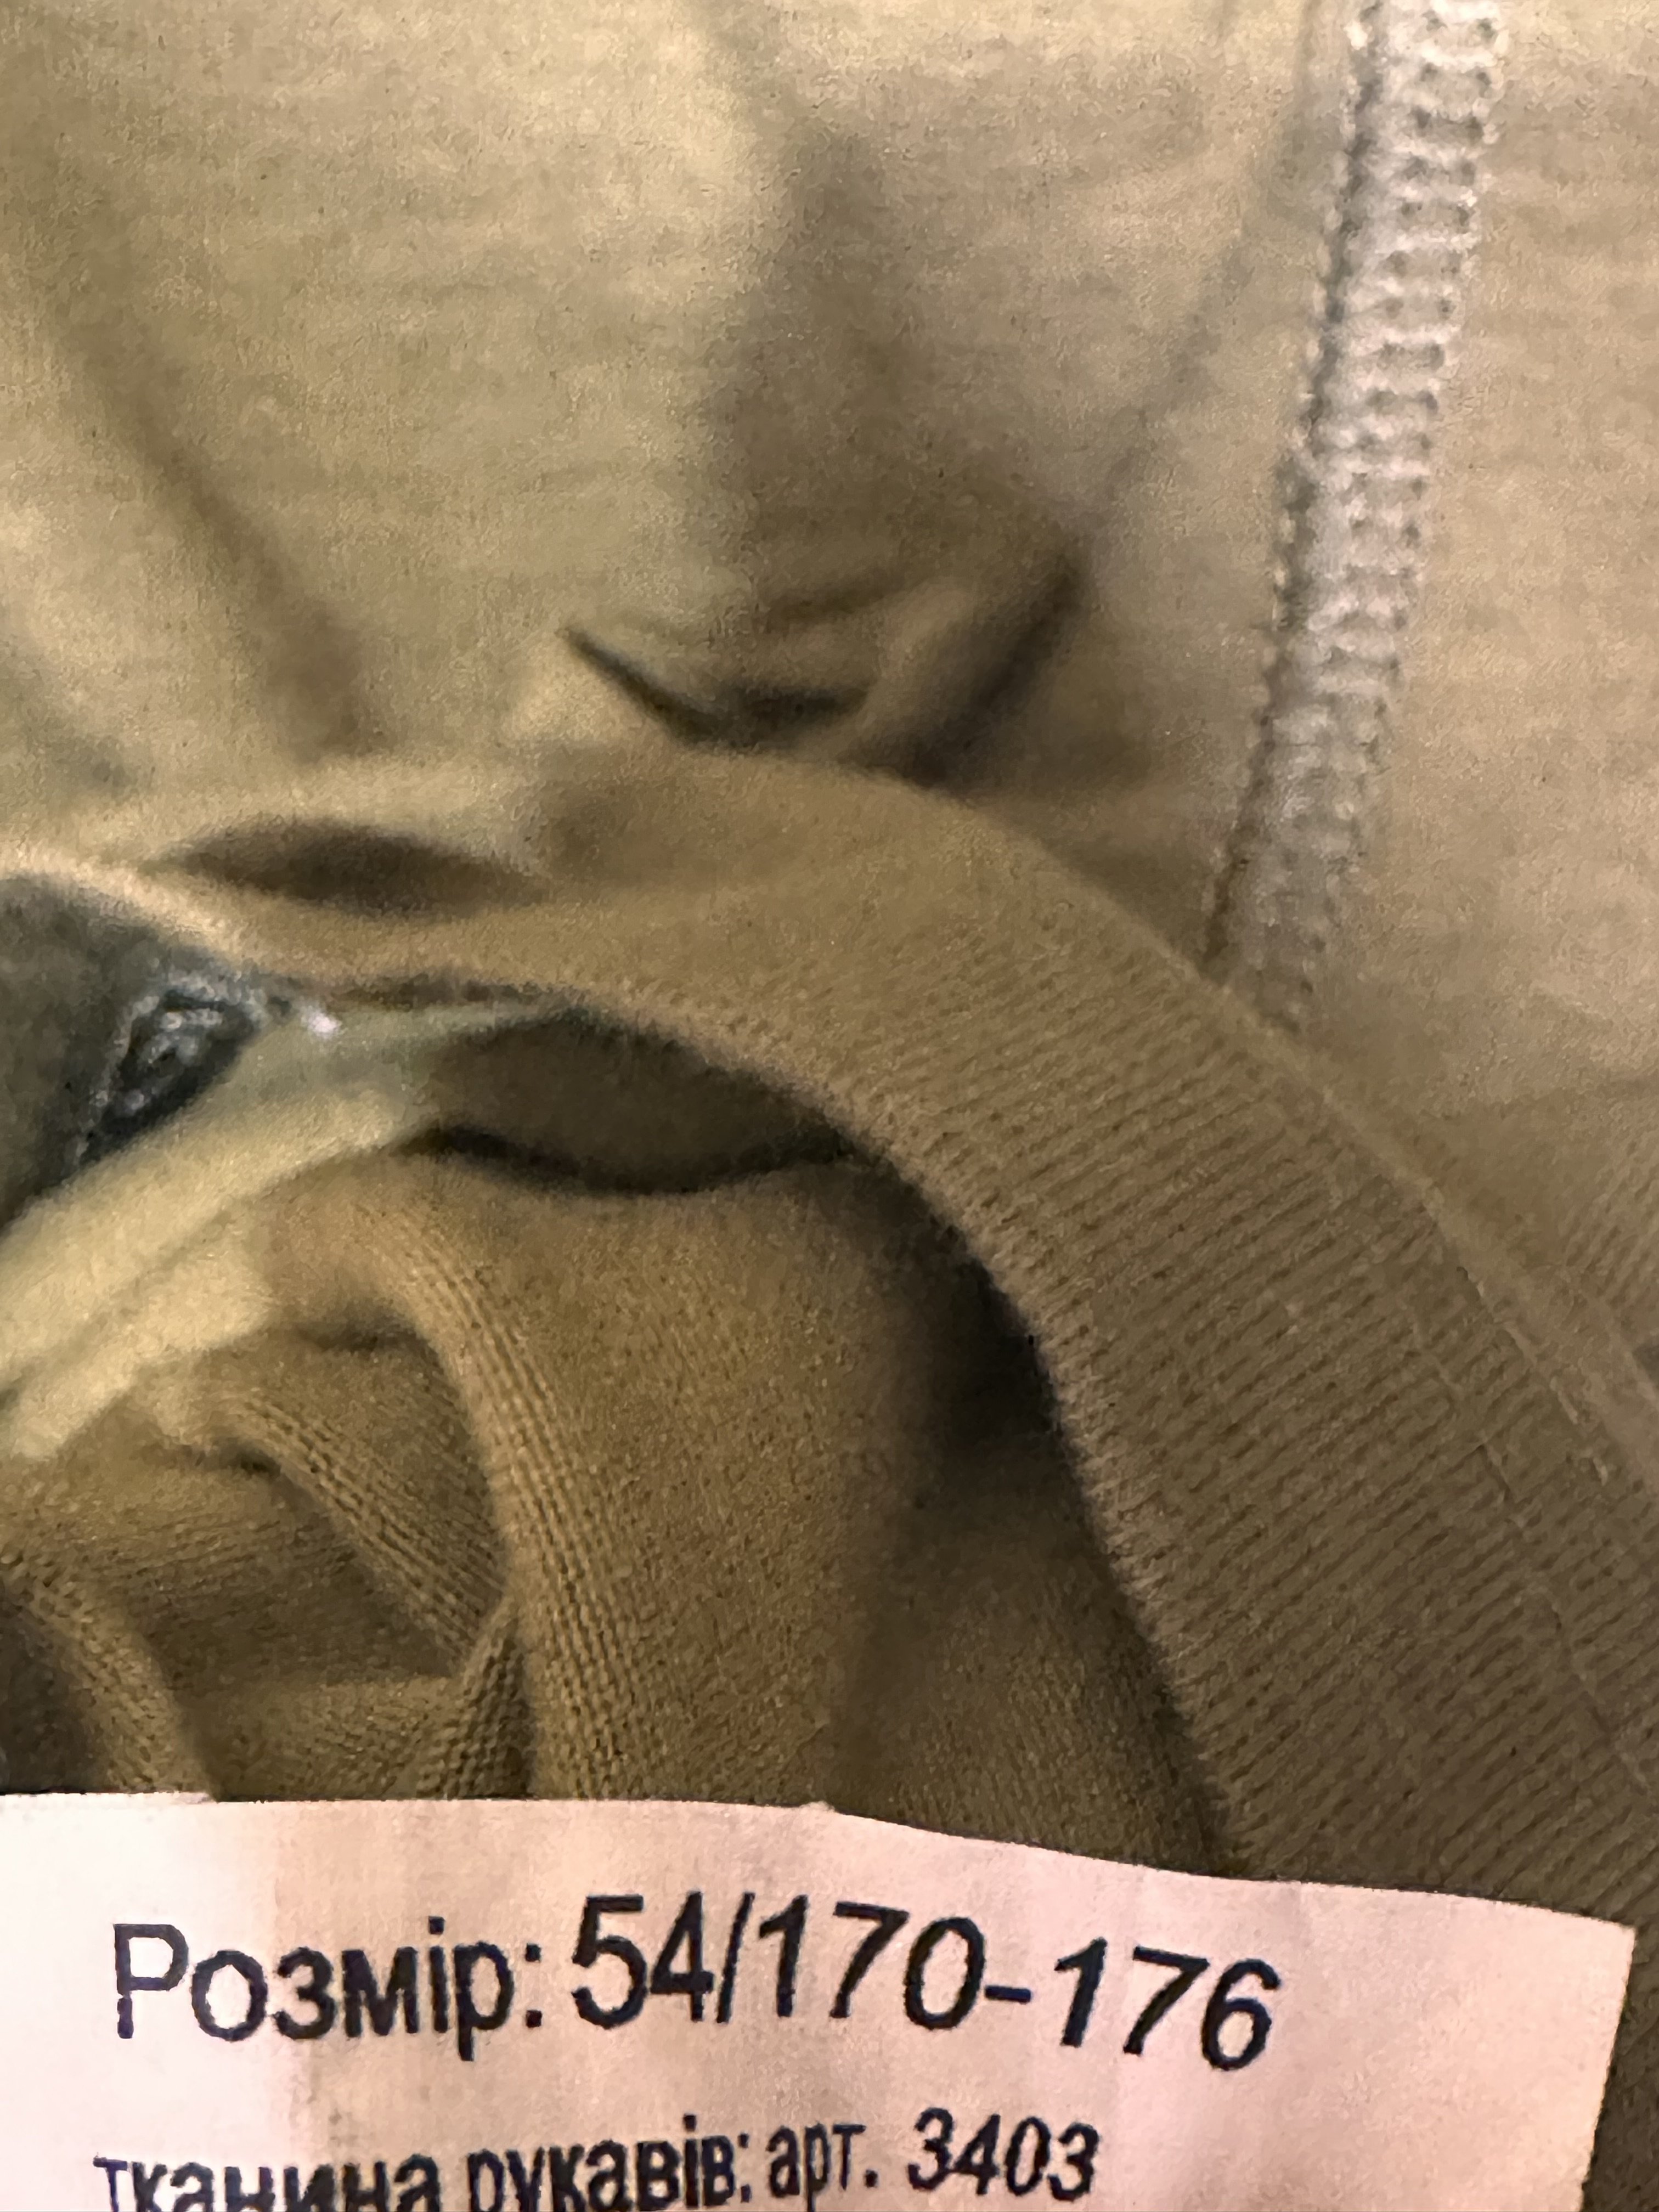 Розмір: 54/170-176
тканина рукавів: арт. 3403